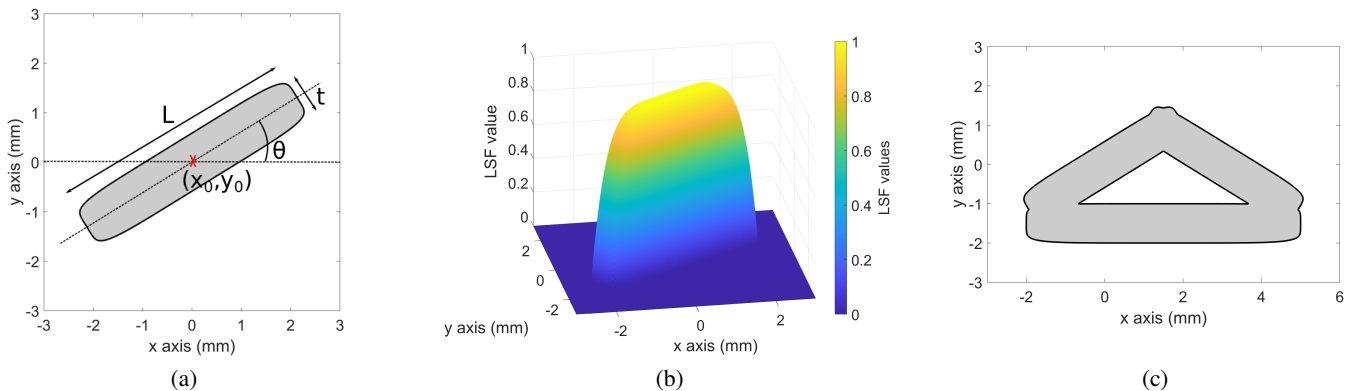 3
2
1
0
-1
-2
-3
y axis (mm)
-3 -2 -1 0 1 2 3
x axis (mm)
L
t
θ
(x₀,y₀)
(a)
1
0.8
0.6
0.4
0.2
0
LSF value
2
0
-2
y axis (mm)
-2 0 2
x axis (mm)
1
0.8
0.6
0.4
0.2
0
LSF values
(b)
3
2
1
0
-1
-2
-3
y axis (mm)
-2 0 2 4 6
x axis (mm)
(c)